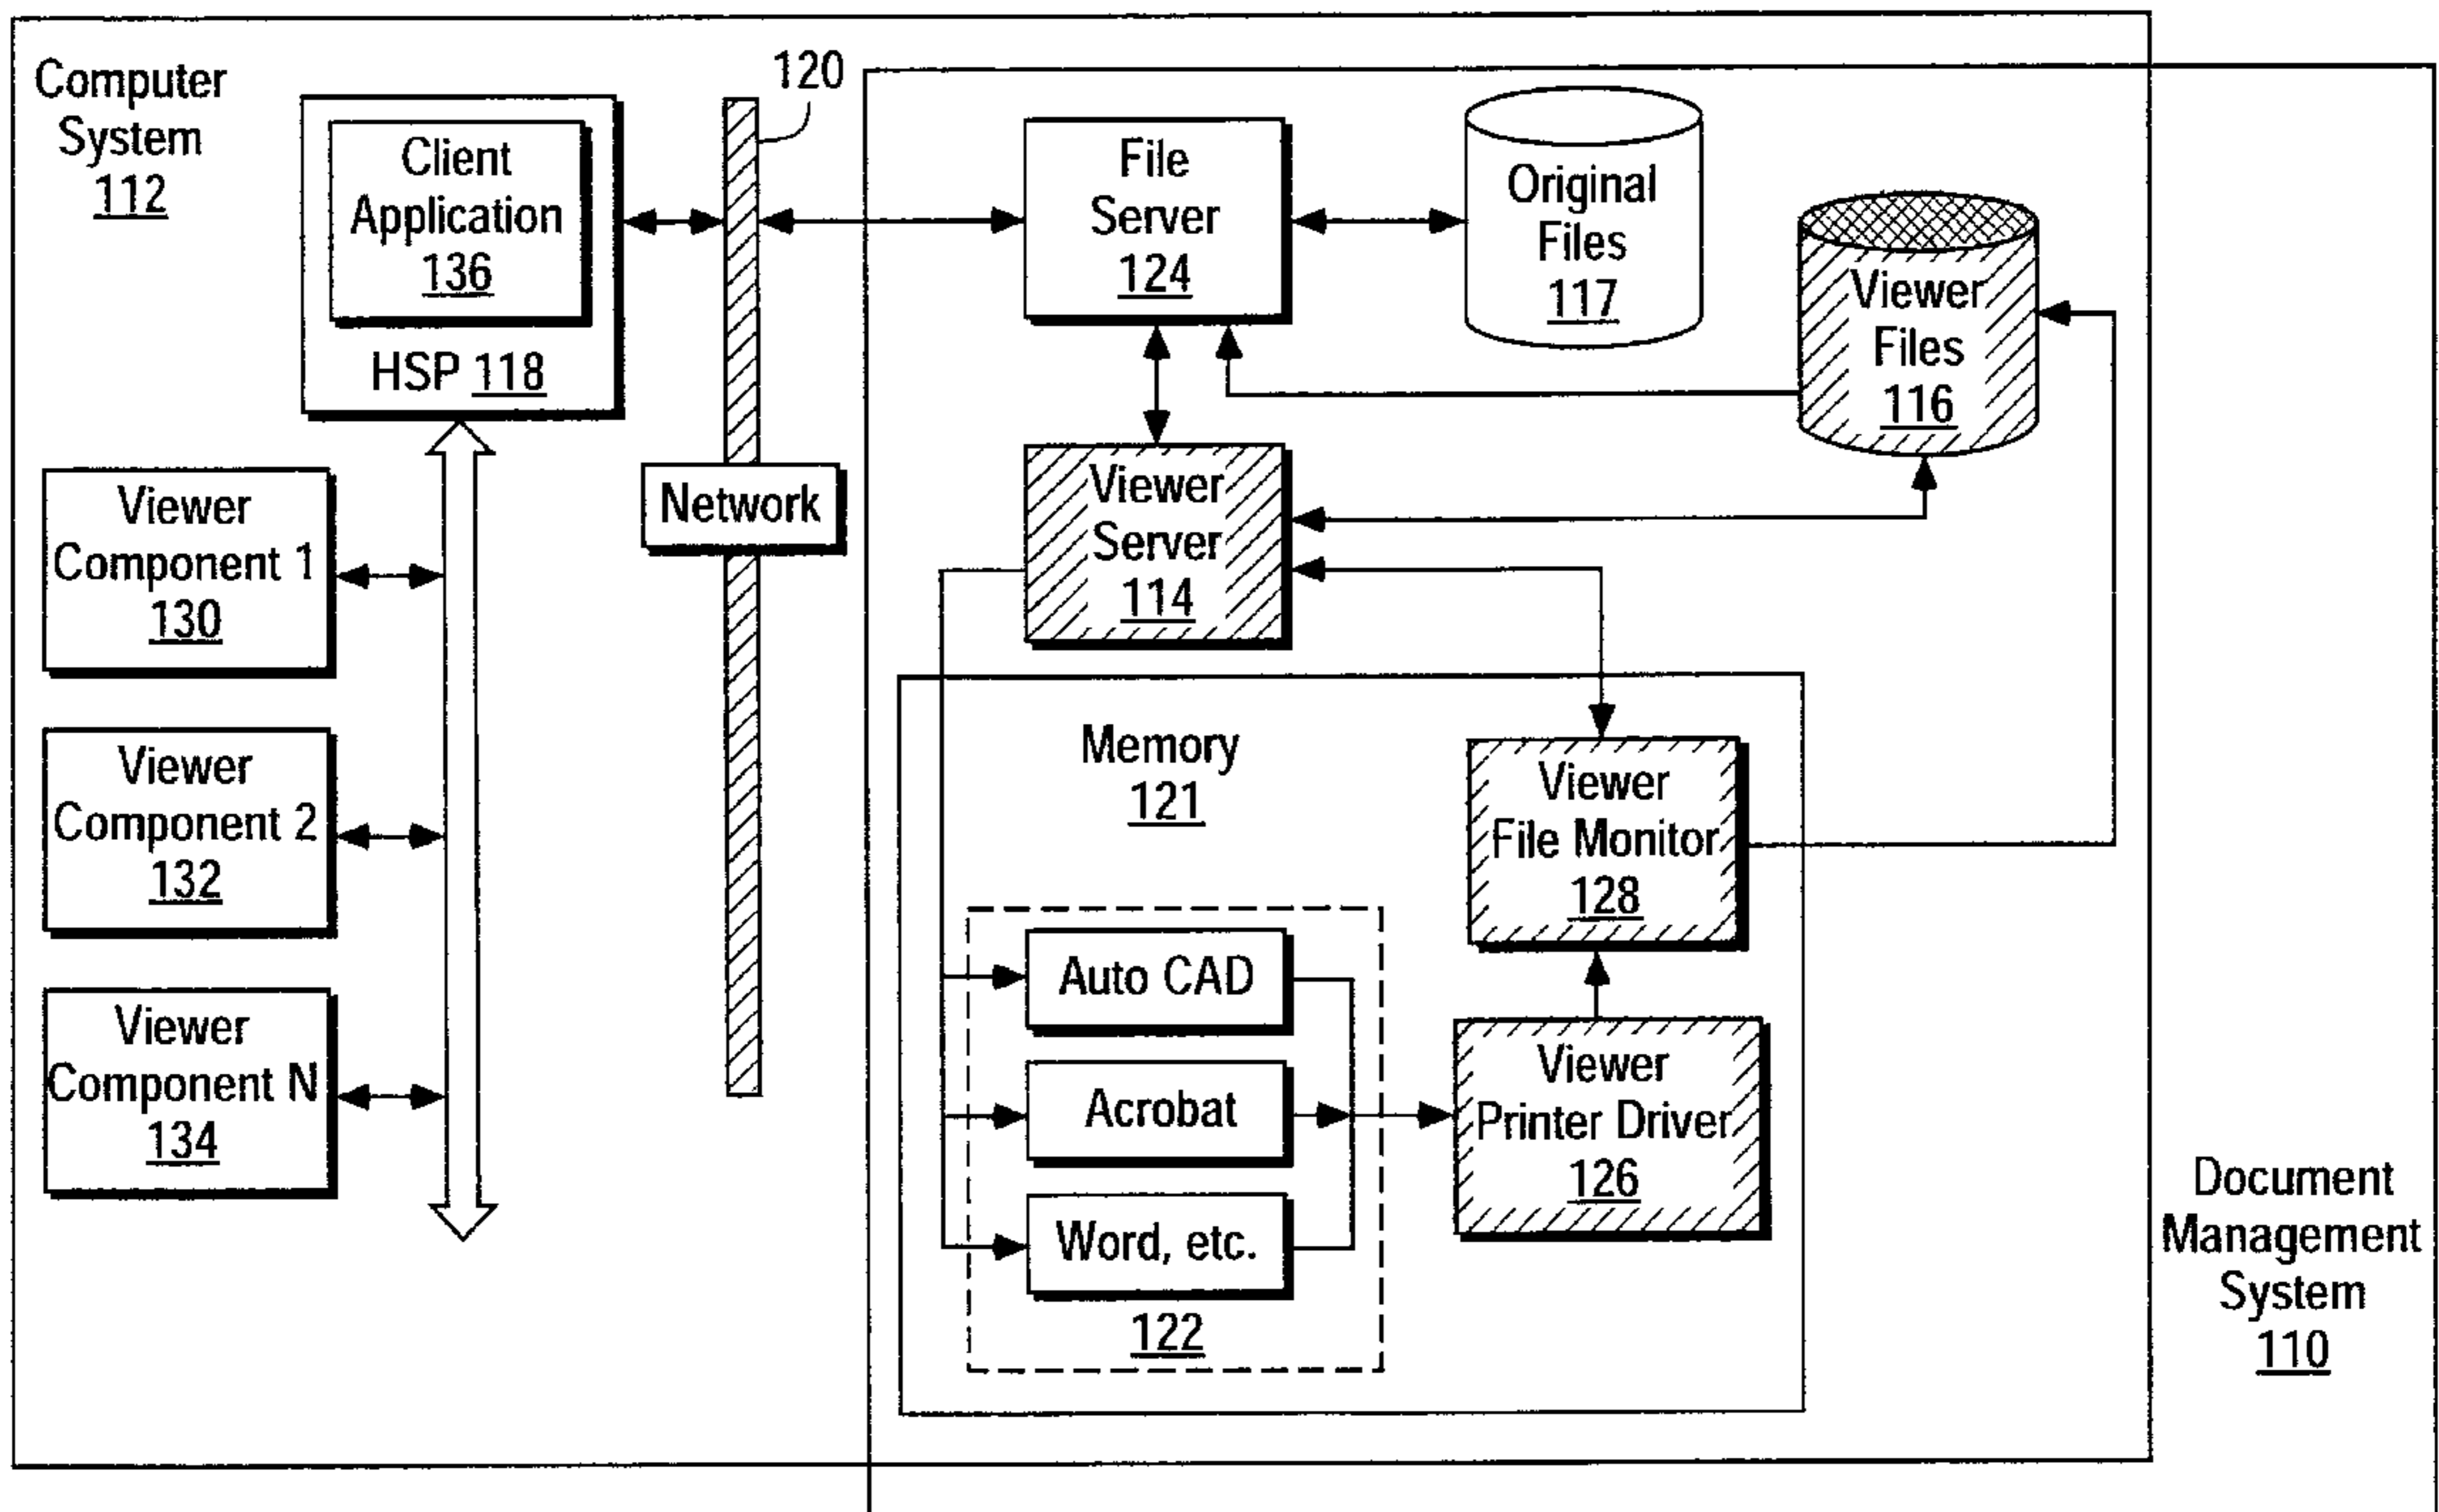 Computer
System
112
120
Client
Application
136
HSP 118
File
Server
124
Original
Files
117
Viewer
Files
116
Network
Viewer
Server
114
Viewer
Component 1
130
Viewer
Component 2
132
Viewer
Component N
134
Memory
121
Viewer
File Monitor
128
Auto CAD
Acrobat
Word, etc.
122
Viewer
Printer Driver
126
Document
Management
System
110